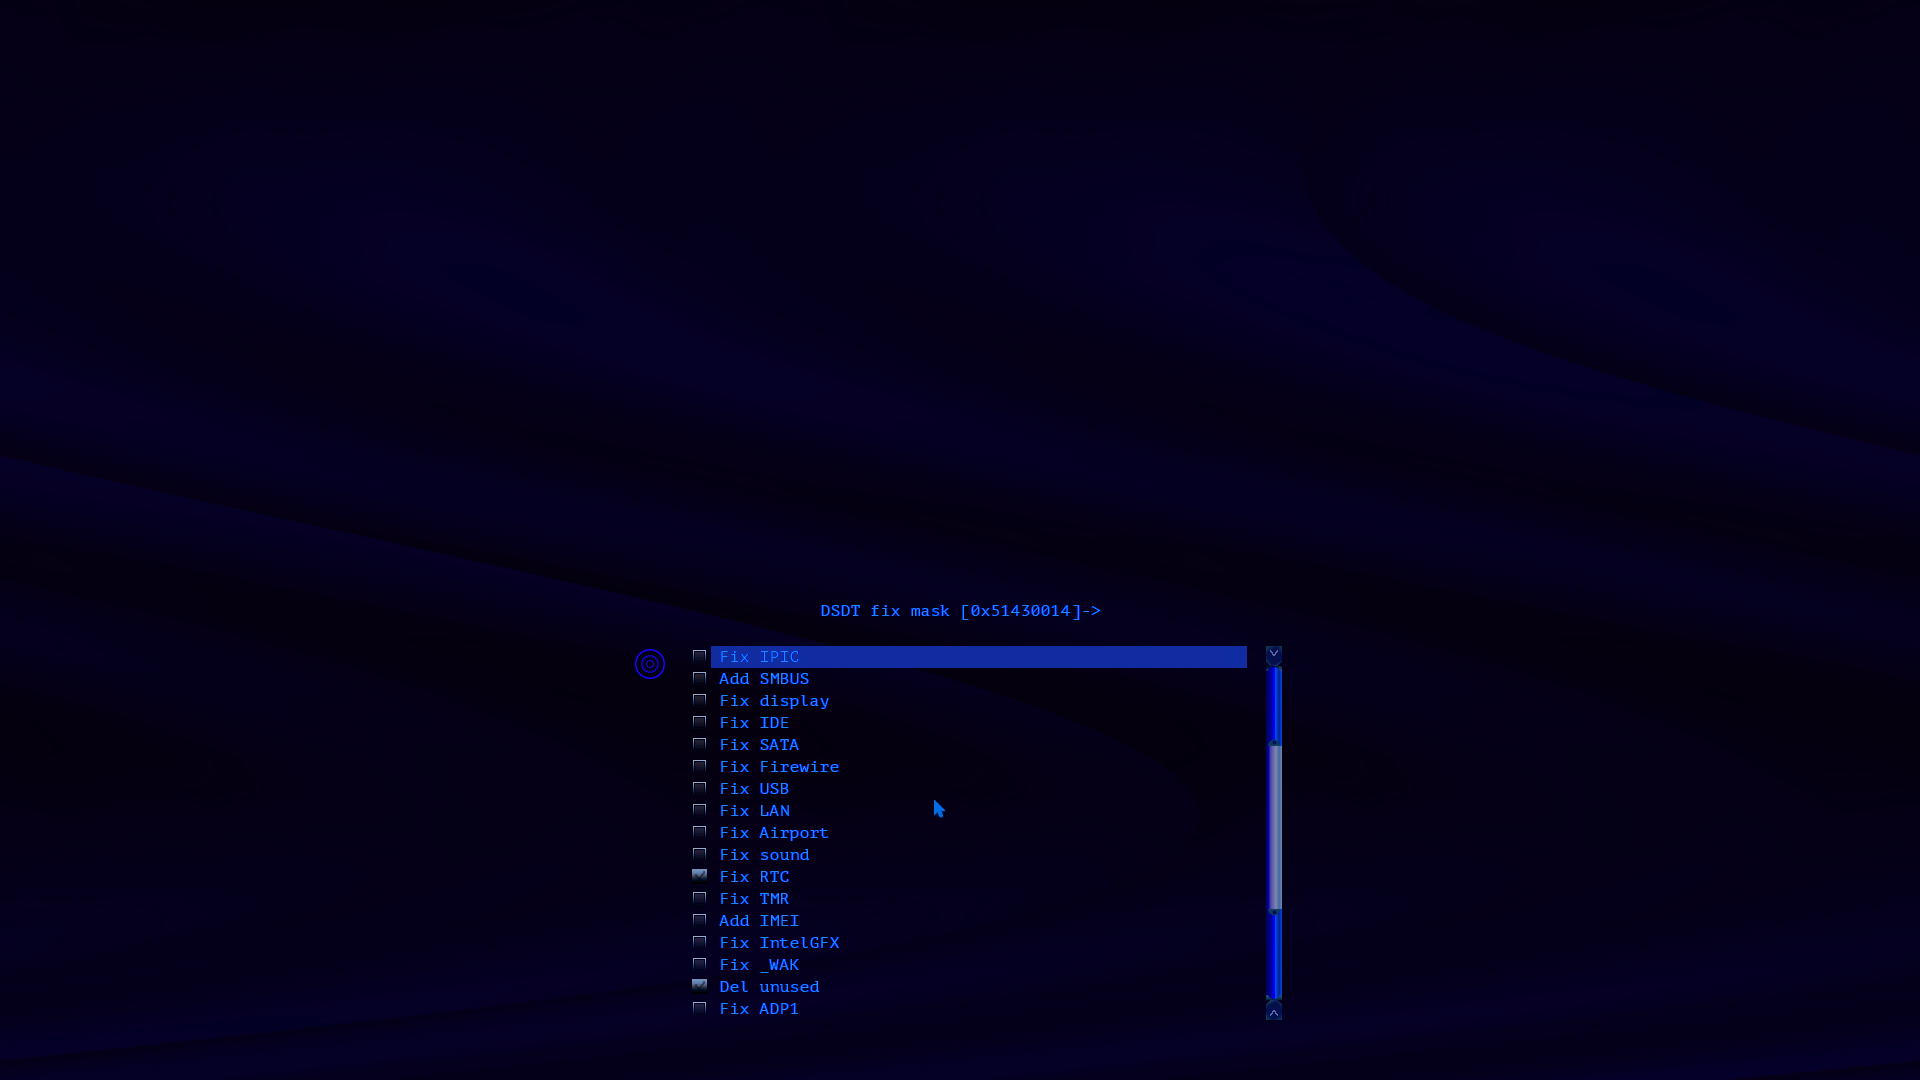 DSDT fix mask [0x51430014]->
Fix IPIC
Add SMBUS
Fix display
Fix IDE
Fix SATA
Fix Firewire
Fix USB
Fix LAN
Fix Airport
Fix sound
Fix RTC
Fix TMR
Add IMEI
Fix IntelGFX
Fix _WAK
Del unused
Fix ADP1